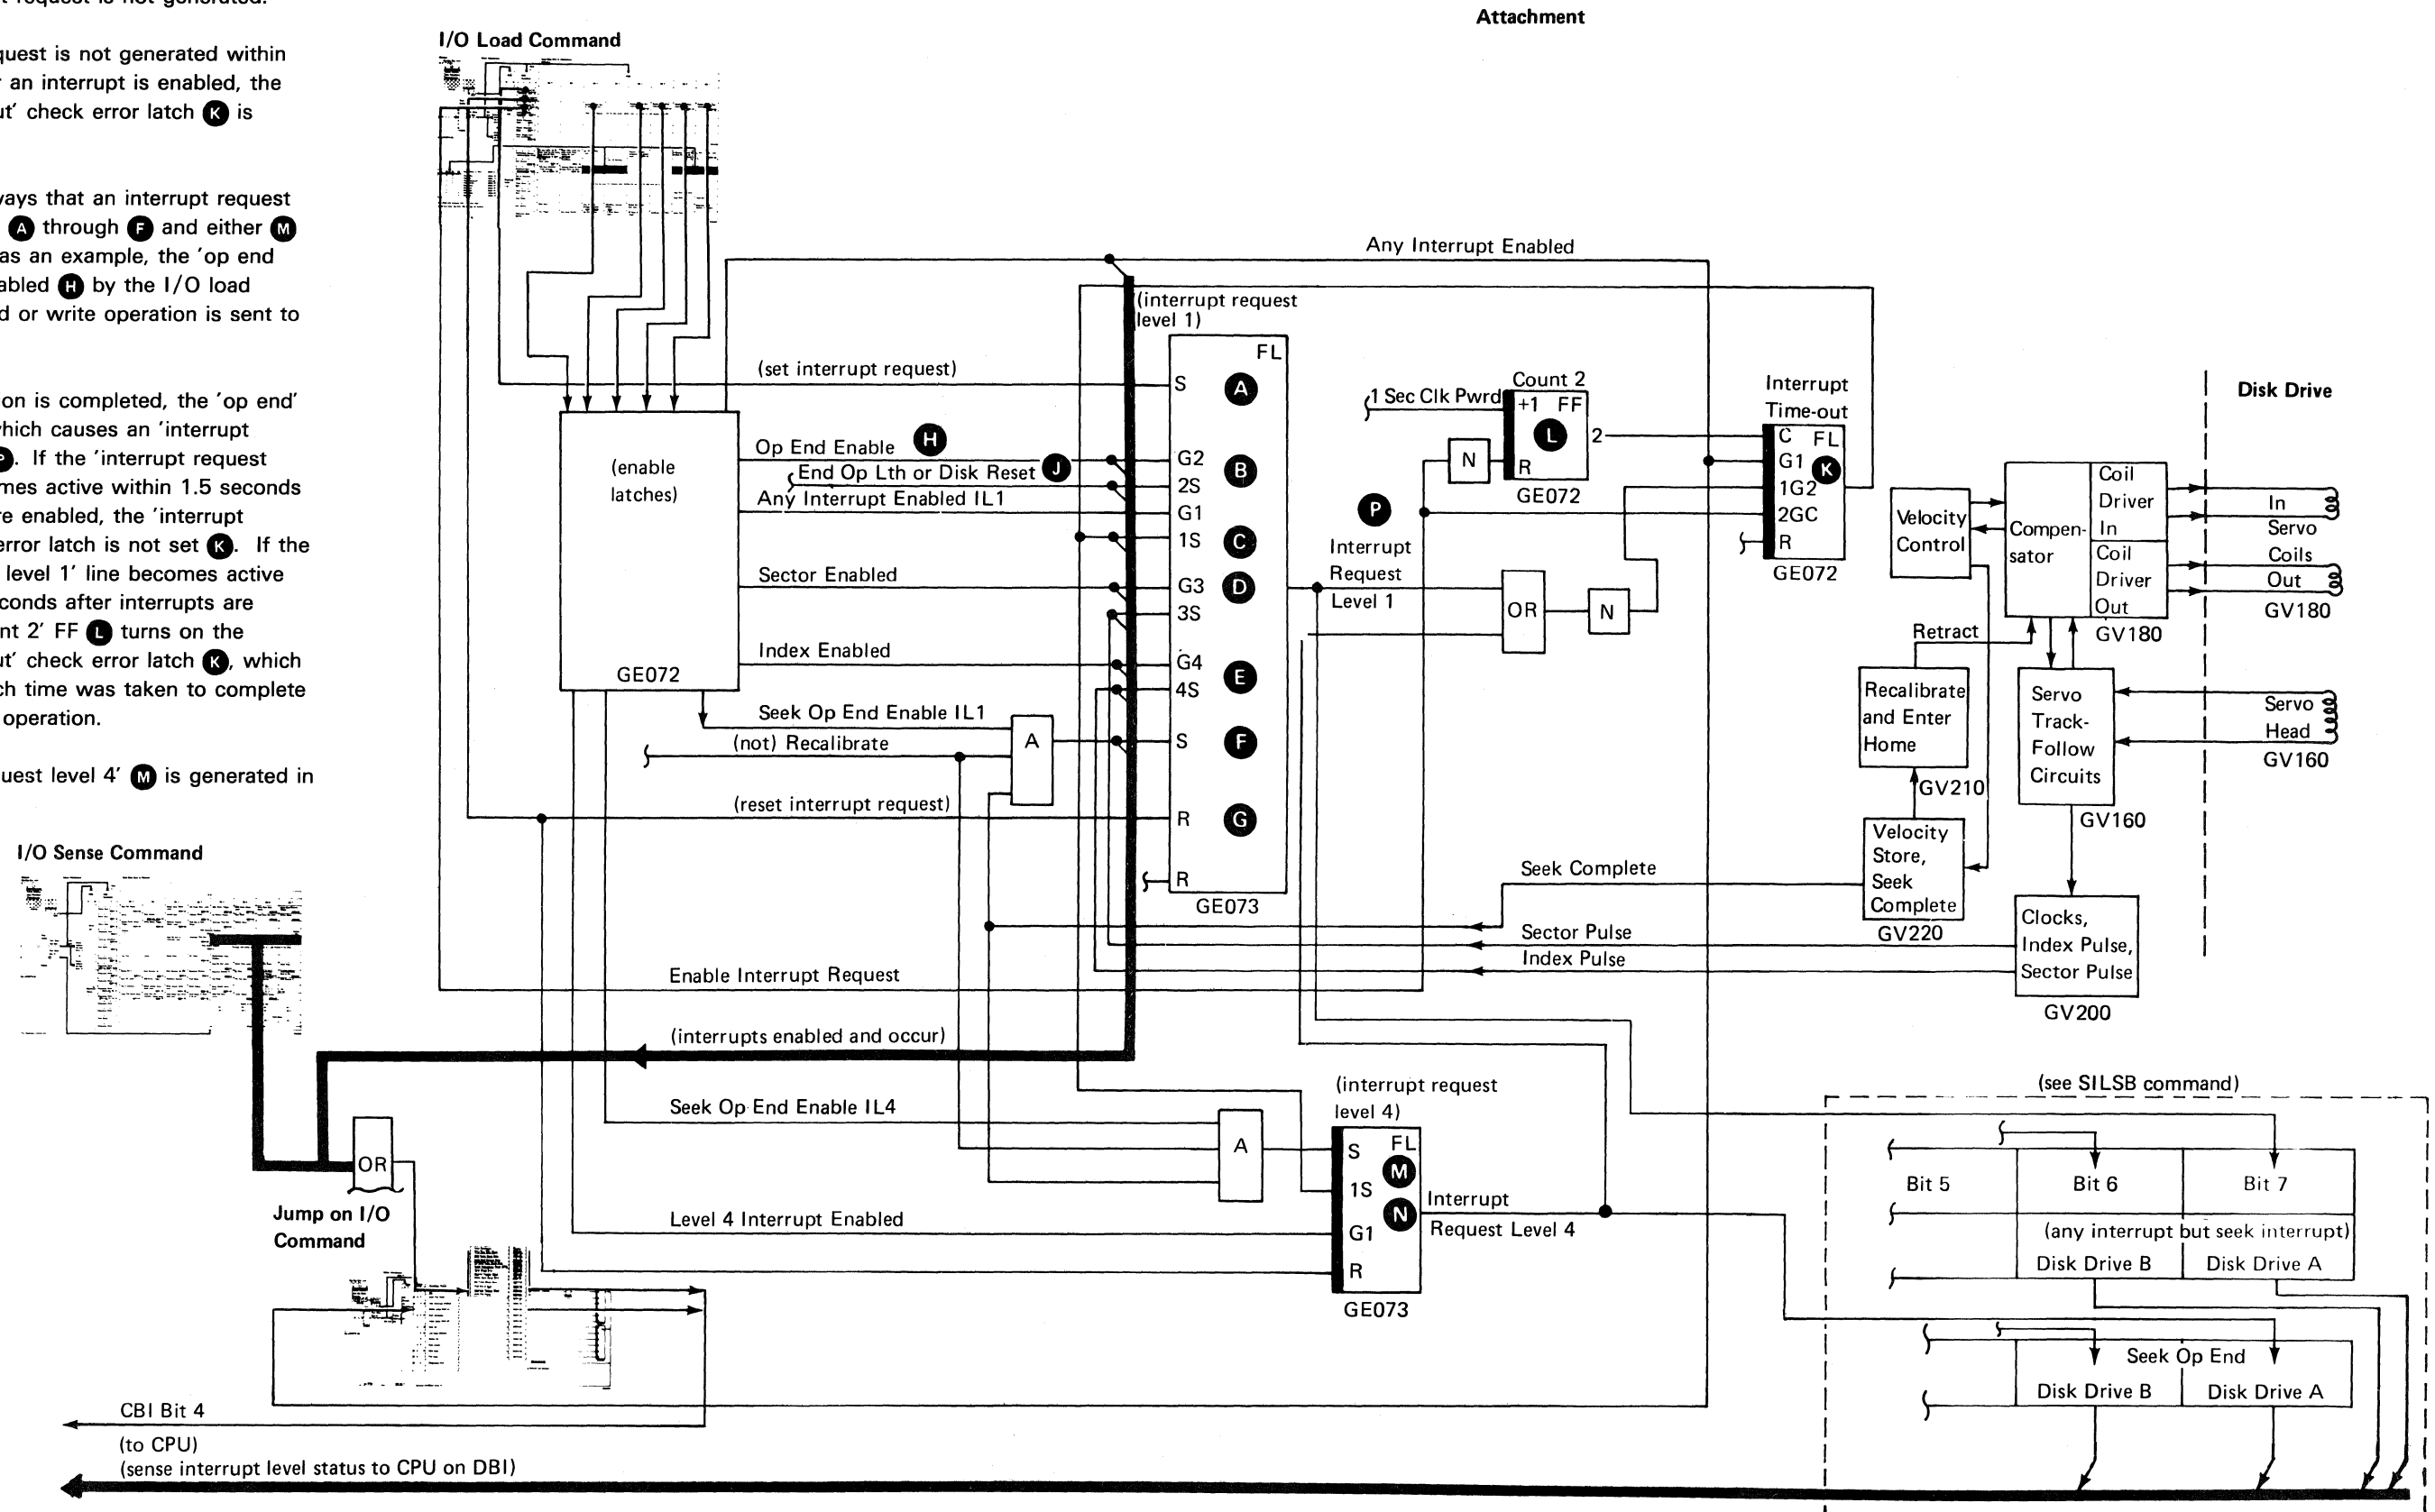 t request is not generated.
quest is not generated within
r an interrupt is enabled, the
ut' check error latch K is
vays that an interrupt request
A through F and either M
as an example, the 'op end
abled H by the I/O load
d or write operation is sent to
on is completed, the 'op end'
which causes an 'interrupt
P. If the 'interrupt request
mes active within 1.5 seconds
re enabled, the 'interrupt
error latch is not set K. If the
level 1' line becomes active
conds after interrupts are
nt 2' FF L turns on the
ut' check error latch K, which
ch time was taken to complete
operation.
uest level 4' M is generated in
Attachment
I/O Load Command
Any Interrupt Enabled
(interrupt request
level 1)
FL
(set interrupt request)
S
A
1 Sec Clk Pwrd
Count 2
+1 FF
L
2
R
GE072
N
Interrupt
Time-out
C FL
G1
K
1G2
2GC
R
GE072
Disk Drive
(enable
latches)
GE072
Op End Enable
H
G2
B
End Op Lth or Disk Reset
J
2S
Any Interrupt Enabled IL1
G1
1S
C
Sector Enabled
G3
D
3S
Index Enabled
G4
E
4S
Seek Op End Enable IL1
(not) Recalibrate
A
S
F
(reset interrupt request)
R
G
R
GE073
P
Interrupt
Request
Level 1
OR
N
Velocity
Control
Compen-
sator
Coil
Driver
In
Coil
Driver
Out
GV180
In
Servo
Coils
Out
GV180
Retract
Recalibrate
and Enter
Home
GV210
Servo
Track-
Follow
Circuits
GV160
Servo
Head
GV160
Velocity
Store,
Seek
Complete
GV220
Clocks,
Index Pulse,
Sector Pulse
GV200
Seek Complete
Sector Pulse
Index Pulse
I/O Sense Command
Enable Interrupt Request
(interrupts enabled and occur)
Seek Op End Enable IL4
A
(interrupt request
level 4)
S
FL
M
1S
N
G1
R
GE073
Interrupt
Request Level 4
Level 4 Interrupt Enabled
OR
Jump on I/O
Command
(see SILSB command)
Bit 5
Bit 6
Bit 7
(any interrupt but seek interrupt)
Disk Drive B
Disk Drive A
Seek Op End
Disk Drive B
Disk Drive A
CBI Bit 4
(to CPU)
(sense interrupt level status to CPU on DBI)